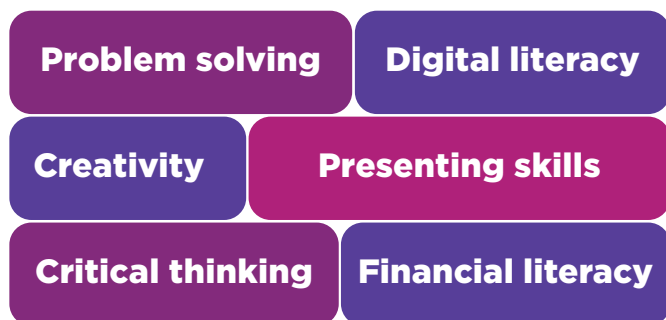 Problem solving
Digital literacy
Creativity
Presenting skills
Critical thinking
Financial literacy